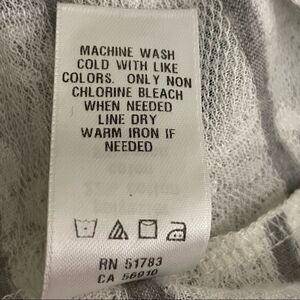 MACHINE WASH
COLD WITH LIKE
COLORS. ONLY NON
CHLORINE BLEACH
WHEN NEEDED
LINE DRY
WARM IRON IF
NEEDED
RN 51783
CA 56010